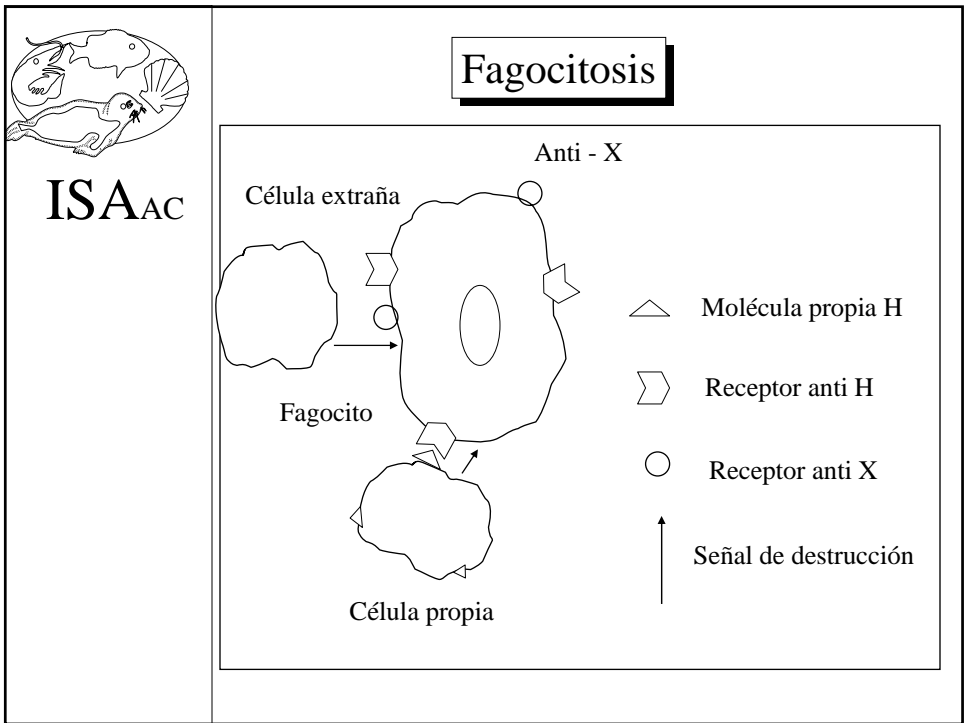 Fagocitosis
ISAAC
Anti - X
Célula extraña
Molécula propia H
Receptor anti H
Fagocito
Receptor anti X
Señal de destrucción
Célula propia